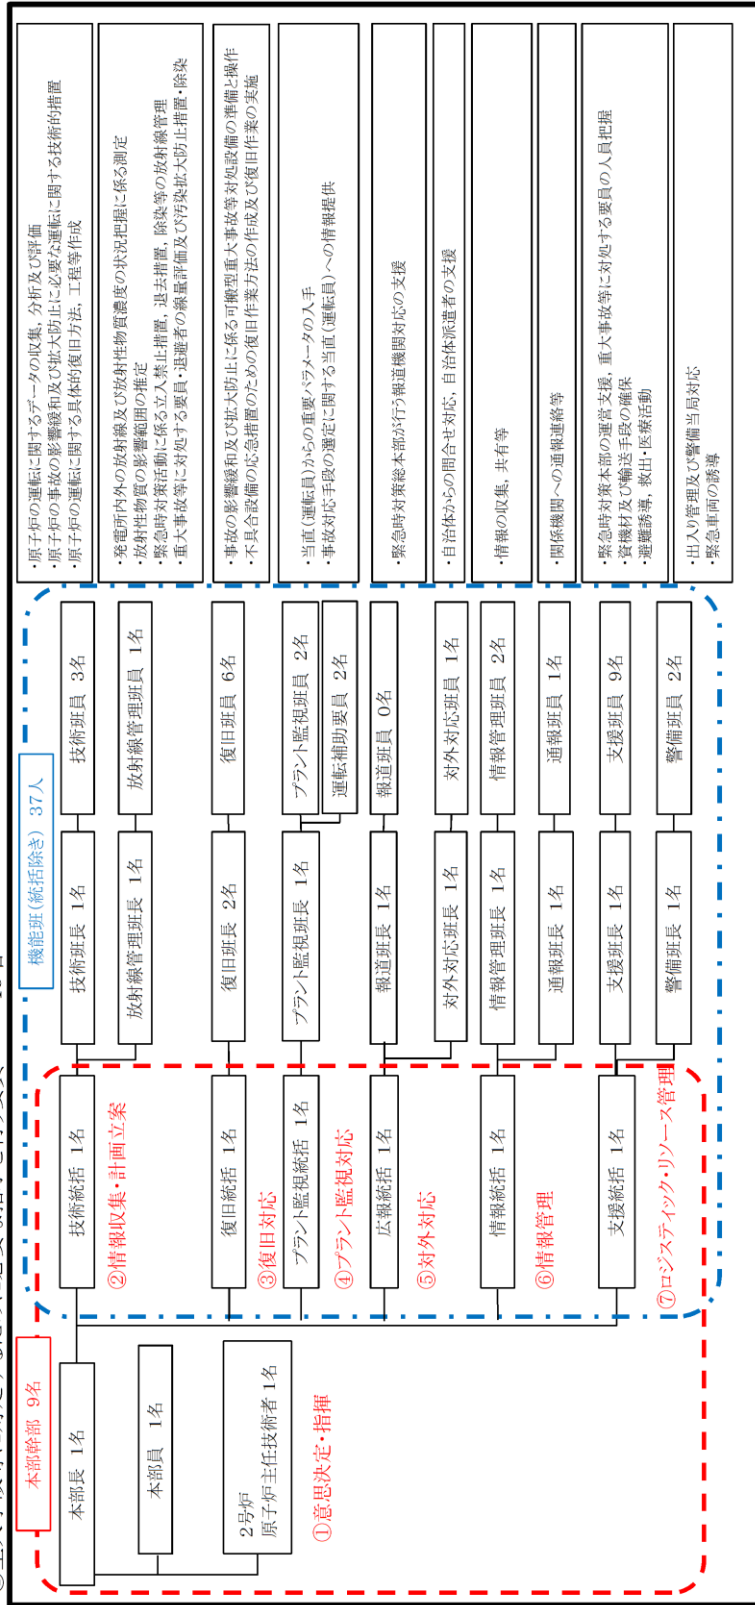 本部幹部 9名
機能班(統括除き) 37人
本部長 1名
本部員 1名
2号炉
原子炉主任技術者 1名
①意思決定・指揮
技術統括 1名
②情報収集・計画立案
技術班長 1名
技術班員 3名
・原子炉の運転に関するデータの収集, 分析及び評価
・原子炉の事故の影響緩和及び拡大防止に必要な運転に関する技術的措置
・原子炉の運転に関する具体的復旧方法, 工程等作成
放射線管理班長 1名
放射線管理班員 1名
・発電所内外の放射線及び放射性物質濃度の状況把握に係る測定
・放射性物質の影響範囲の推定
・緊急時対策活動に係る立入禁止措置, 退去措置, 除染等の放射線管理
・重大事故等に対処する要員・退避者の線量評価及び汚染拡大防止措置・除染
復旧統括 1名
③復旧対応
復旧班長 2名
復旧班員 6名
・事故の影響緩和及び拡大防止に係る可搬型重大事故等対処設備の準備と操作
・不具合設備の応急措置のための復旧作業方法の作成及び復旧作業の実施
プラント監視統括 1名
④プラント監視対応
プラント監視班長 1名
プラント監視班員 2名
運転補助要員 2名
・当直(運転員)からの重要パラメータの入手
・事故対応手段の選定に関する当直(運転員)への情報提供
広報統括 1名
⑤対外対応
報道班長 1名
報道班員 0名
・緊急時対策総本部が行う報道機関対応の支援
対外対応班長 1名
対外対応班員 1名
・自治体からの問合せ対応, 自治体派遣者の支援
情報統括 1名
⑥情報管理
情報管理班長 1名
情報管理班員 2名
・情報の収集, 共有等
通報班長 1名
通報班員 1名
・関係機関への通報連絡等
支援統括 1名
⑦ロジスティック・リソース管理
支援班長 1名
支援班員 9名
・緊急時対策本部の運営支援, 重大事故等に対処する要員の人員把握
・資機材及び輸送手段の確保
・避難誘導, 救出・医療活動
警備班長 1名
警備班員 2名
・出入り管理及び警備当局対応
・緊急車両の誘導